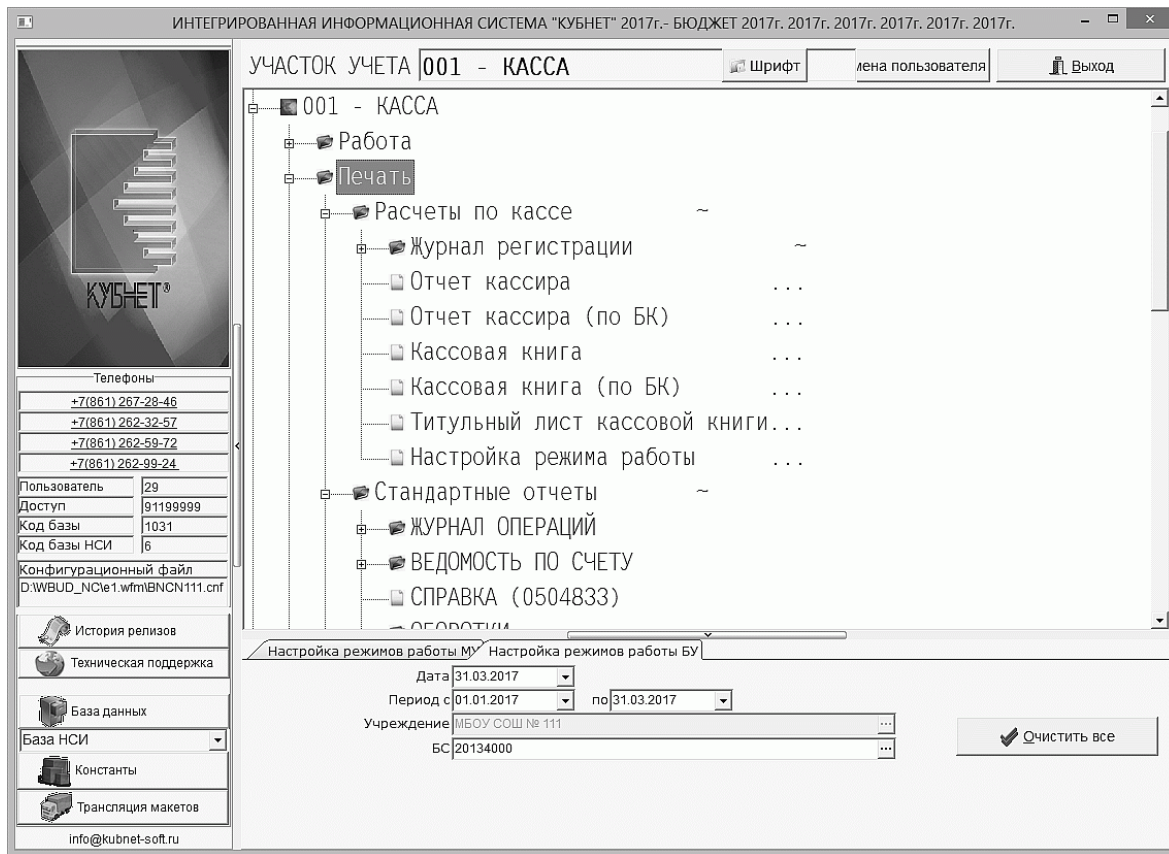 ИНТЕГРИРОВАННАЯ ИНФОРМАЦИОННАЯ СИСТЕМА "КУБНЕТ" 2017г.- БЮДЖЕТ 2017г. 2017г. 2017г. 2017г. 2017г. 2017г.
УЧАСТОК УЧЕТА 001 - КАССА Шрифт мена пользователя Выход
001 - КАССА
Работа
Печать
Расчеты по кассе ~
Журнал регистрации ~
Отчет кассира ...
Отчет кассира (по БК) ...
Кассовая книга ...
Кассовая книга (по БК) ...
Титульный лист кассовой книги...
Настройка режима работы ...
Стандартные отчеты ~
ЖУРНАЛ ОПЕРАЦИЙ
ВЕДОМОСТЬ ПО СЧЕТУ
СПРАВКА (0504833)
ОБОРОТКИ
КУБНЕТ®
Телефоны
+7(861) 267-28-46
+7(861) 262-32-57
+7(861) 262-59-72
+7(861) 262-99-24
Пользователь 29
Доступ 91199999
Код базы 1031
Код базы НСИ 6
Конфигурационный файл
D:\WBUD_NC\e1.wfm\BNCN111.cnf
История релизов
Техническая поддержка
База данных
База НСИ
Константы
Трансляция макетов
info@kubnet-soft.ru
Настройка режимов работы МУ Настройка режимов работы БУ
Дата 31.03.2017
Период с 01.01.2017 по 31.03.2017
Учреждение МБОУ СОШ № 111 ...
БС 20134000 ...
Очистить все